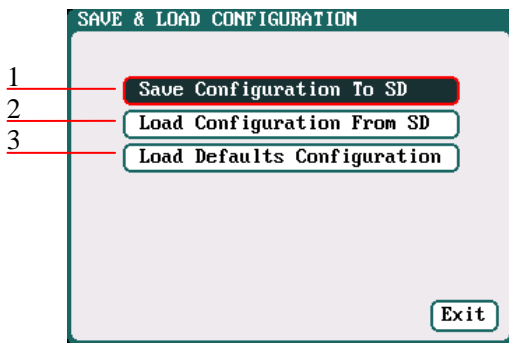 SAVE & LOAD CONFIGURATION
1
Save Configuration To SD
2
Load Configuration From SD
3
Load Defaults Configuration
Exit